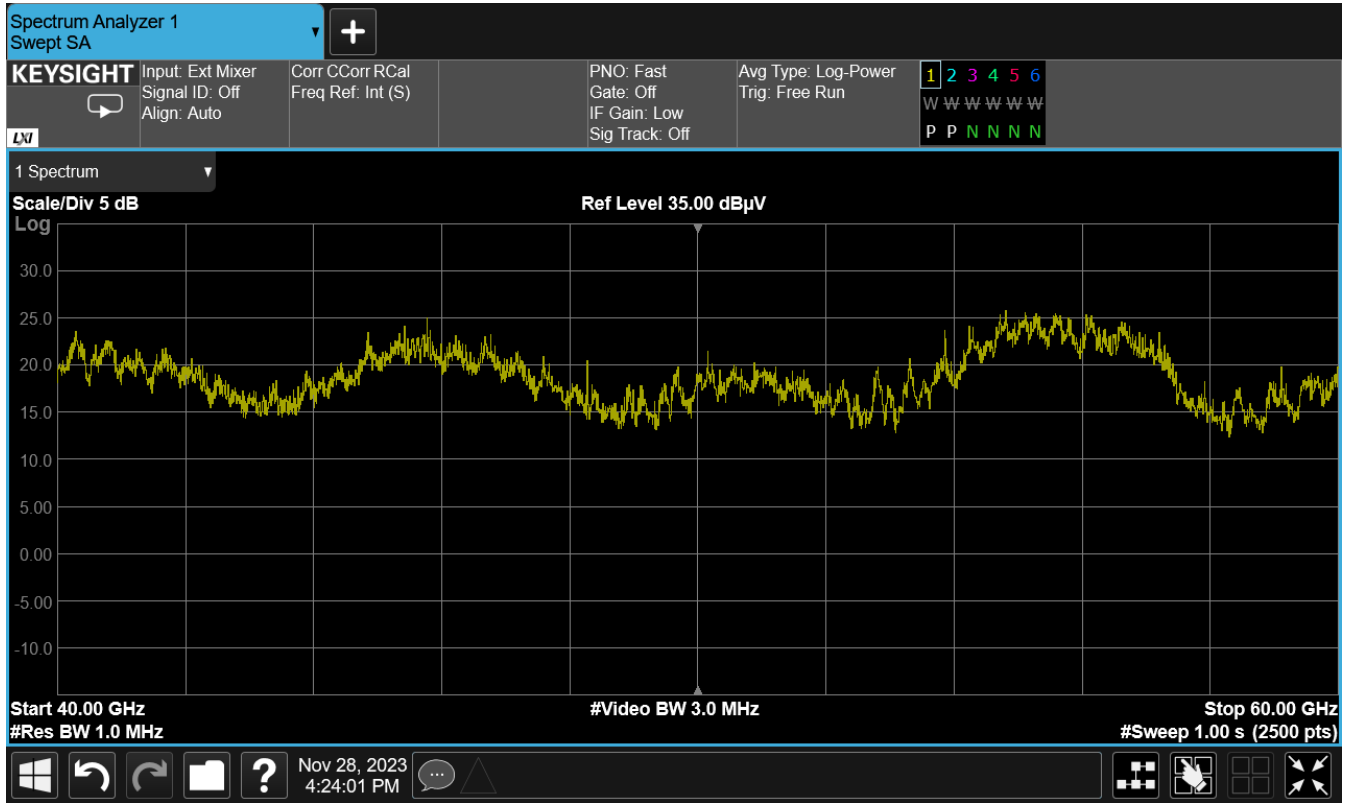 Spectrum Analyzer 1
Swept SA
KEYSIGHT
LXI
Input: Ext Mixer
Signal ID: Off
Align: Auto
Corr CCorr RCal
Freq Ref: Int (S)
PNO: Fast
Gate: Off
IF Gain: Low
Sig Track: Off
Avg Type: Log-Power
Trig: Free Run
1 2 3 4 5 6
W W W W W W
P P N N N N
1 Spectrum
Scale/Div 5 dB
Ref Level 35.00 dBµV
Log
30.0
25.0
20.0
15.0
10.0
5.00
0.00
-5.00
-10.0
Start 40.00 GHz
#Video BW 3.0 MHz
Stop 60.00 GHz
#Res BW 1.0 MHz
#Sweep 1.00 s (2500 pts)
?
Nov 28, 2023
4:24:01 PM